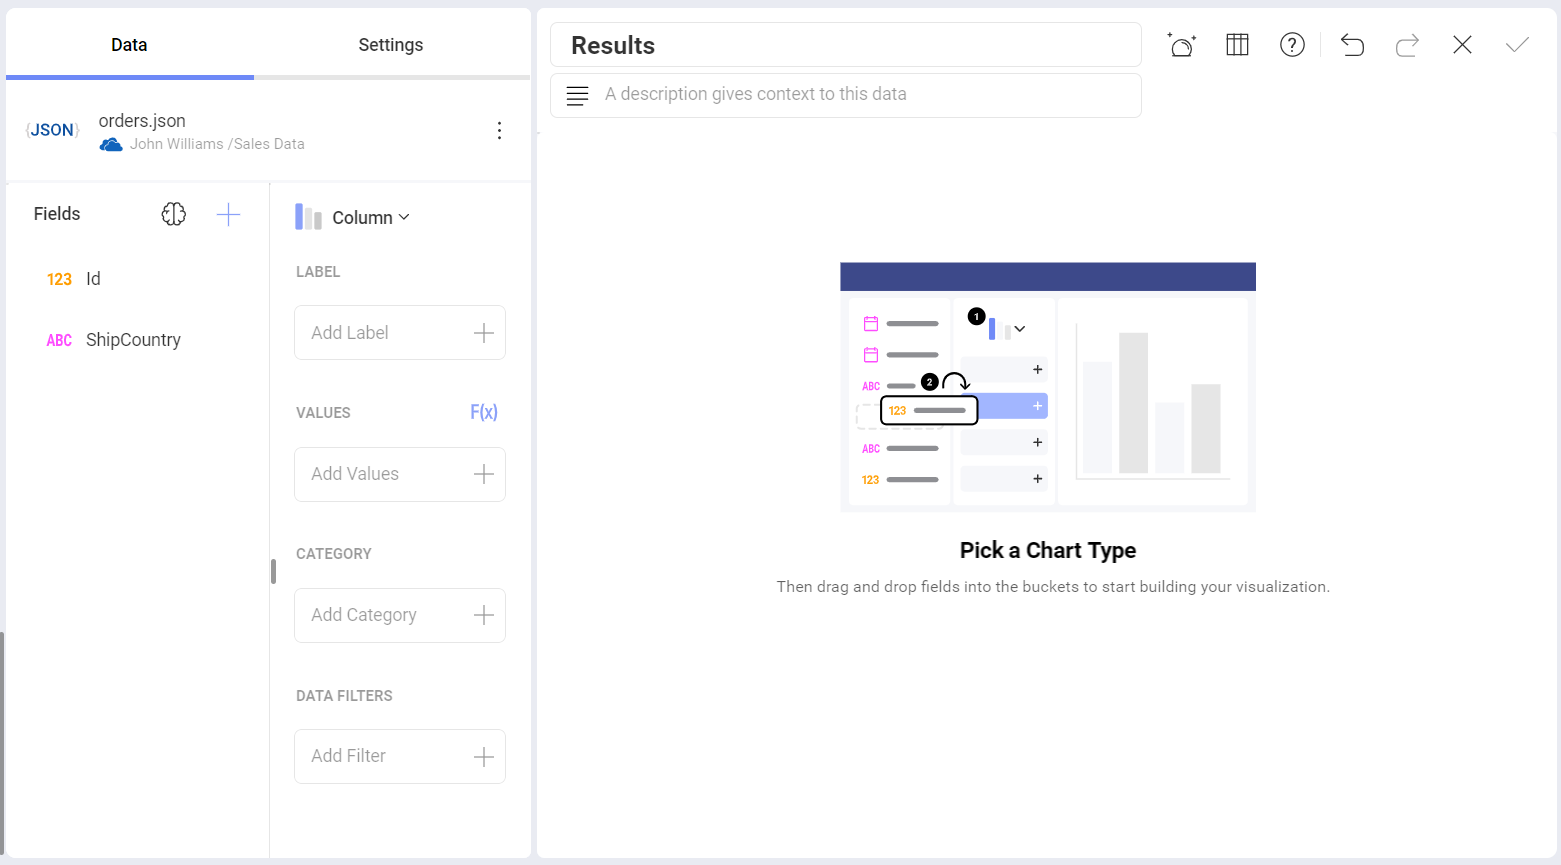 Data
Settings
{JSON}
orders.json
John Williams /Sales Data
Fields
123 Id
ABC ShipCountry
Column
LABEL
Add Label
VALUES
F(x)
Add Values
CATEGORY
Add Category
DATA FILTERS
Add Filter
Results
A description gives context to this data
?
1
ABC
2
123
ABC
123
Pick a Chart Type
Then drag and drop fields into the buckets to start building your visualization.